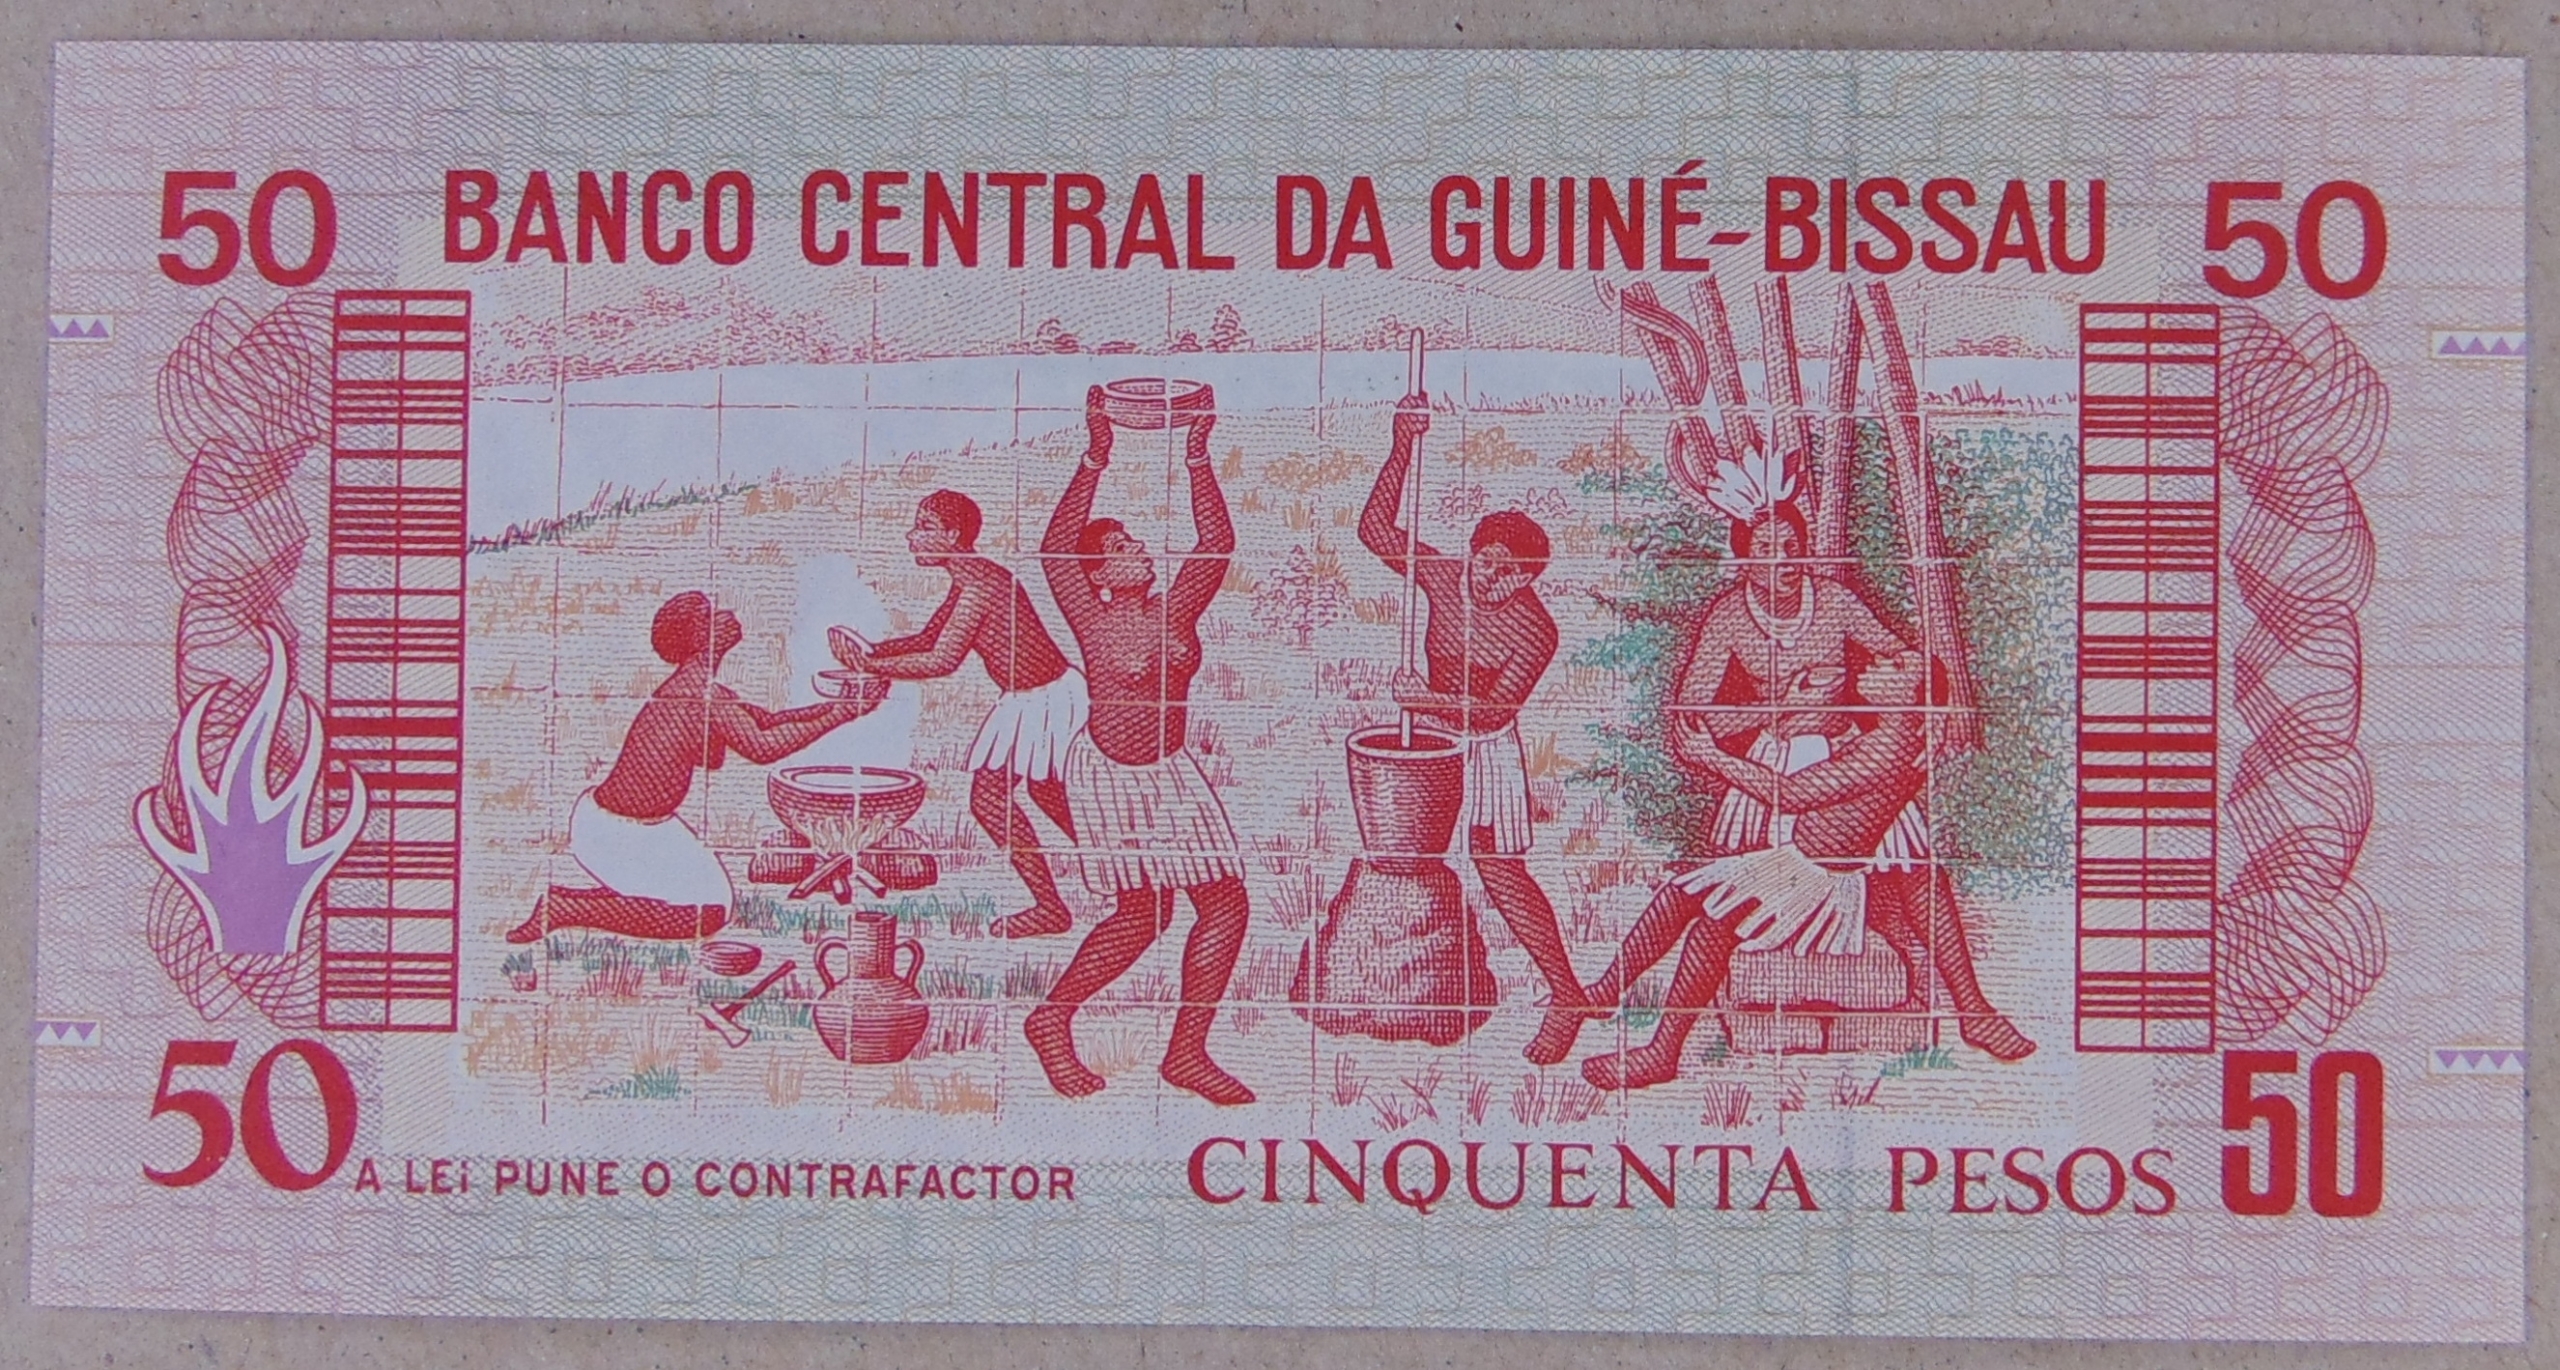 50 BANCO CENTRAL DA GUINÉ-BISSAU 50
50 A LEI PUNE O CONTRAFACTOR CINQUENTA PESOS 50